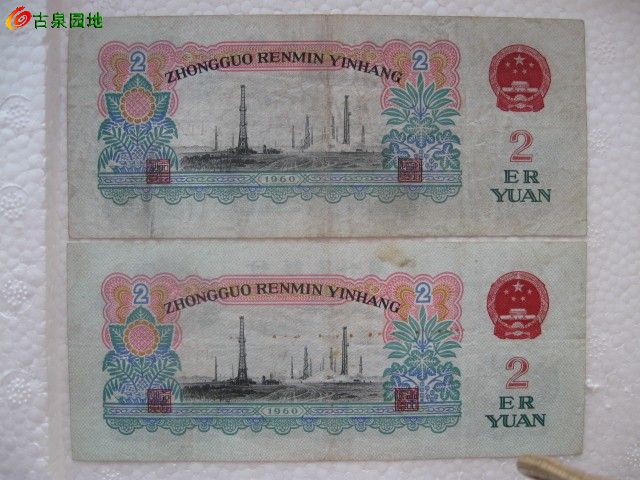 古泉园地
2 2
ZHONGGUO RENMIN YINHANG
1960
2
ER
YUAN
2 2
ZHONGGUO RENMIN YINHANG
1960
2
ER
YUAN